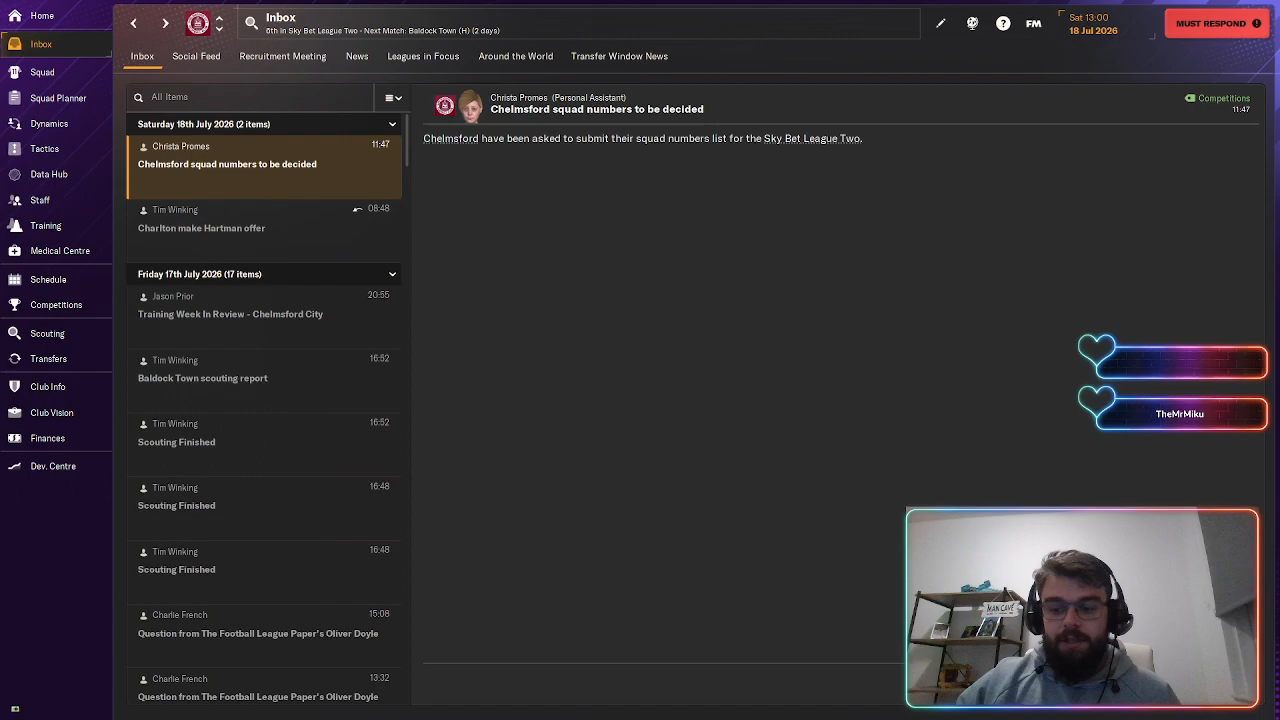 Home
Inbox
Squad
Squad Planner
Dynamics
Tactics
Data Hub
Staff
Training
Medical Centre
Schedule
Competitions
Scouting
Transfers
Club Info
Club Vision
Finances
Dev. Centre
Inbox
6th in Sky Bet League Two - Next Match: Baldock Town (H) (2 days)
FM
Sat 13:00
18 Jul 2026
MUST RESPOND
Inbox
Social Feed
Recruitment Meeting
News
Leagues in Focus
Around the World
Transfer Window News
All Items
Saturday 18th July 2026 (2 items)
Christa Promes 11:47
Chelmsford squad numbers to be decided
Tim Winking 08:48
Charlton make Hartman offer
Friday 17th July 2026 (17 items)
Jason Prior 20:55
Training Week In Review - Chelmsford City
Tim Winking 16:52
Baldock Town scouting report
Tim Winking 16:52
Scouting Finished
Tim Winking 16:48
Scouting Finished
Tim Winking 16:48
Scouting Finished
Charlie French 15:08
Question from The Football League Paper's Oliver Doyle
Charlie French 13:32
Question from The Football League Paper's Oliver Doyle
Christa Promes (Personal Assistant)
Chelmsford squad numbers to be decided
Competitions
11:47
Chelmsford have been asked to submit their squad numbers list for the Sky Bet League Two.
TheMrMiku
MAN CAVE